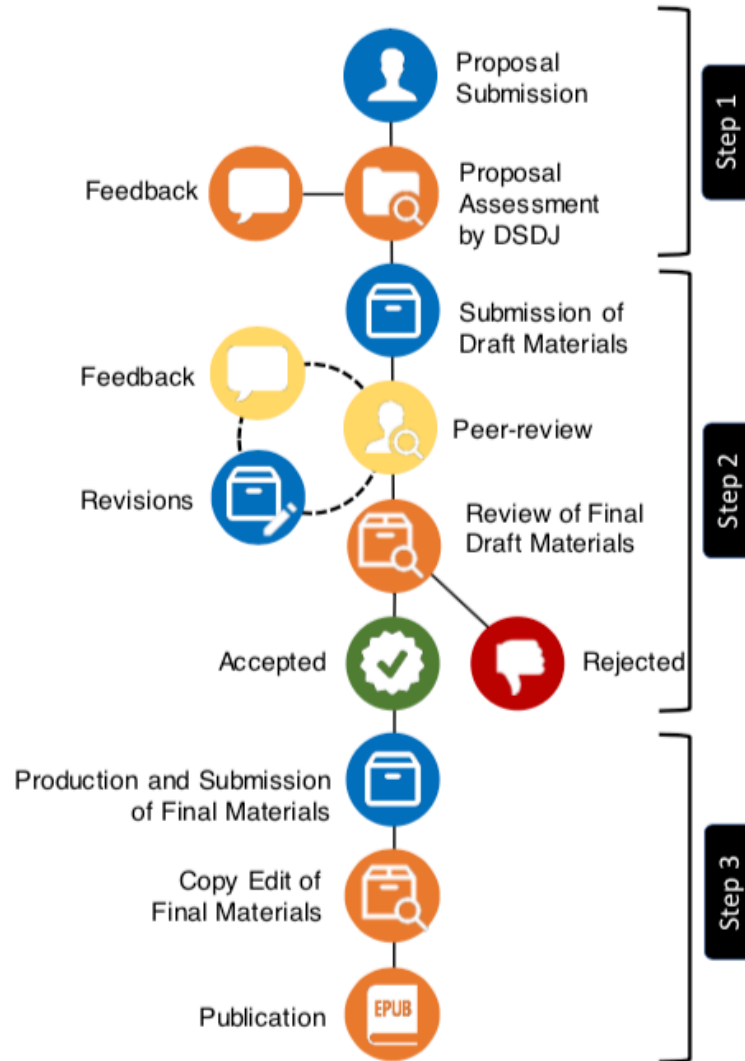 Proposal
Submission
Step 1
Feedback
Proposal
Assessment
by DSDJ
Submission of
Draft Materials
Feedback
Peer-review
Step 2
Revisions
Review of Final
Draft Materials
Accepted
Rejected
Production and Submission
of Final Materials
Step 3
Copy Edit of
Final Materials
EPUB
Publication